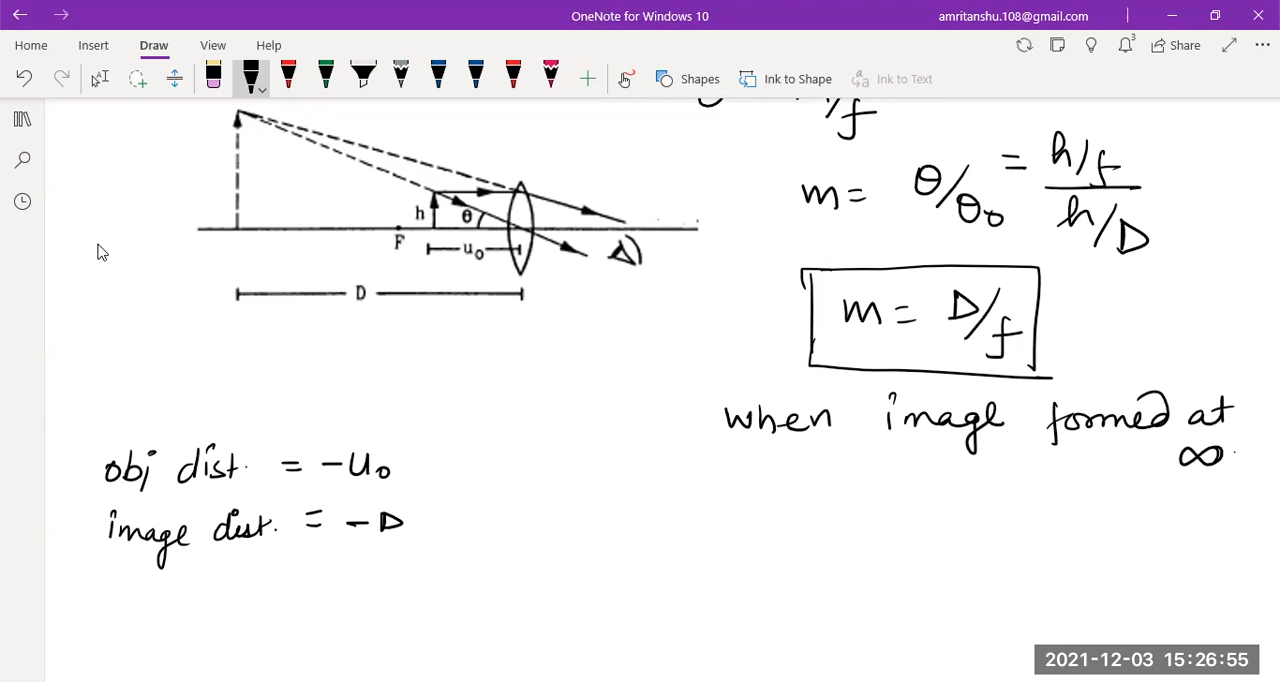 OneNote for Windows 10
amritanshu.108@gmail.com
Home Insert Draw View Help
3
Share
Shapes Ink to Shape Ink to Text
h θ
F
u₀
D
m = θ/θ₀ = h/f / h/D
m = D/f
when image formed at
∞
obj dist. = -u₀
image dist. = -D
2021-12-03 15:26:55